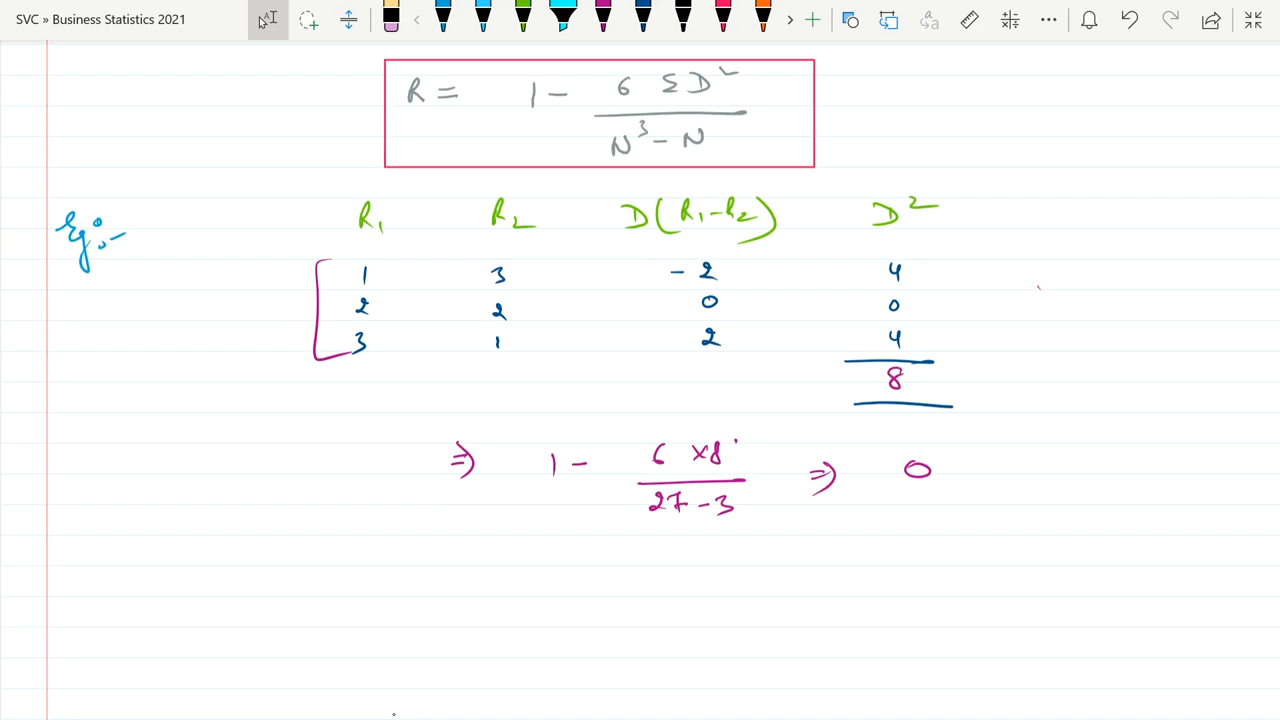 SVC » Business Statistics 2021
R = 1 - 6 ΣD² / N³ - N
Eg:-
R₁ R₂ D(R₁-R₂) D²
1 3 -2 4
2 2 0 0
3 1 2 4
8
⇒ 1 - 6 x8 / 27 - 3 ⇒ 0